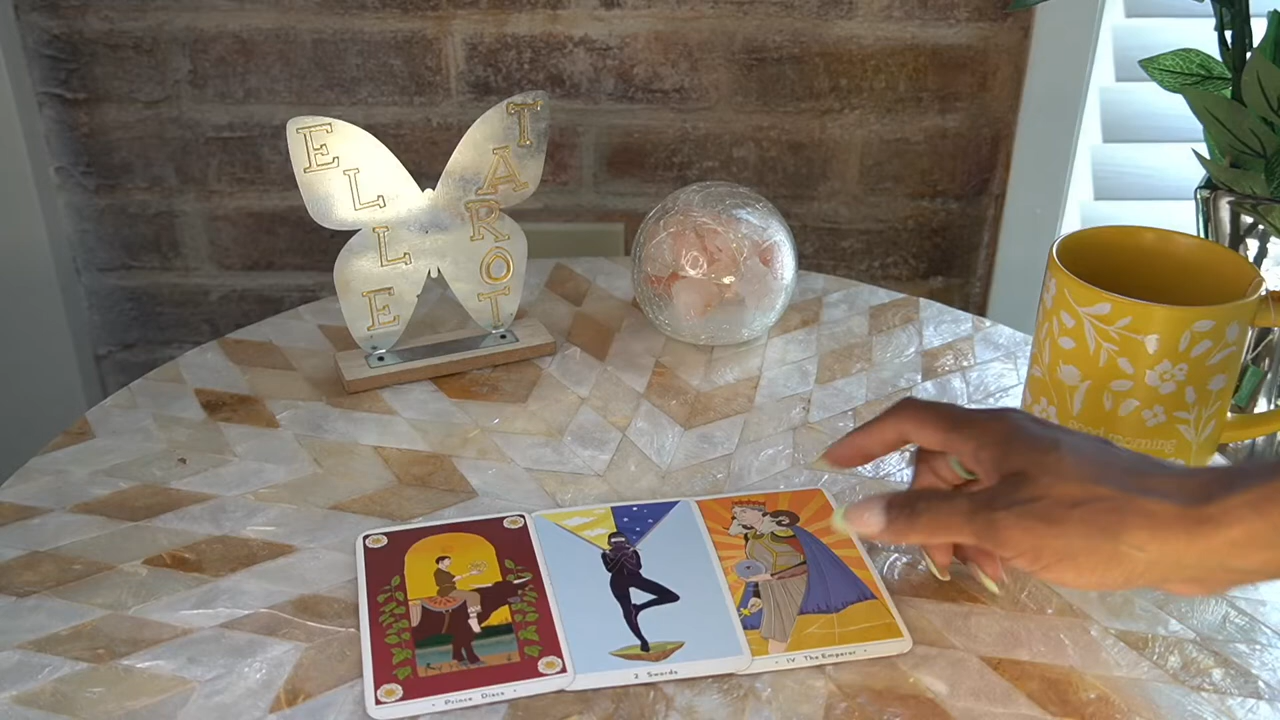 ELLE
TAROT
good morning
Prince Discs
2 Swords
IV The Emperor